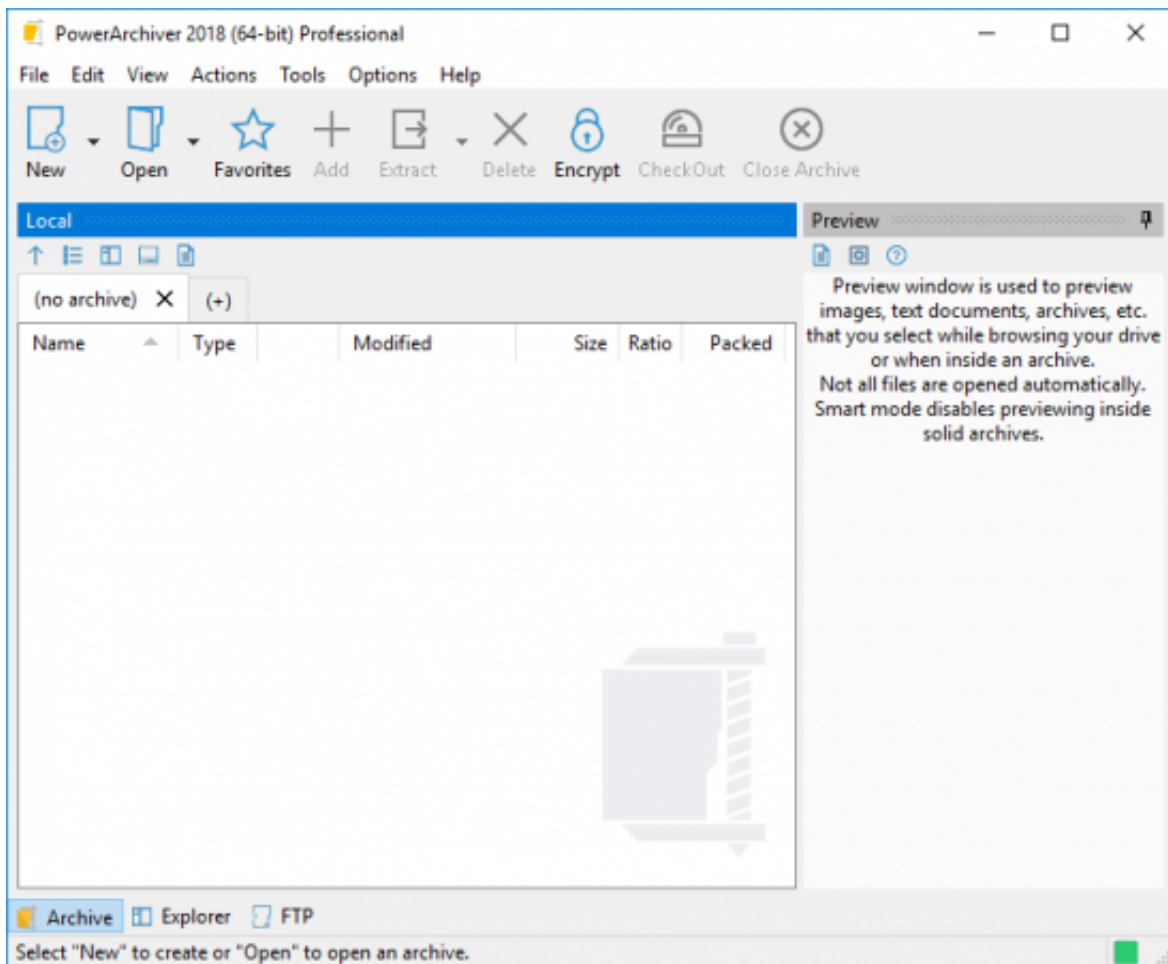 PowerArchiver 2018 (64-bit) Professional
File Edit View Actions Tools Options Help
New Open Favorites Add Extract Delete Encrypt CheckOut Close Archive
Local
Preview
(no archive) (+)
Name Type Modified Size Ratio Packed
Preview window is used to preview
images, text documents, archives, etc.
that you select while browsing your drive
or when inside an archive.
Not all files are opened automatically.
Smart mode disables previewing inside
solid archives.
Archive Explorer FTP
Select "New" to create or "Open" to open an archive.